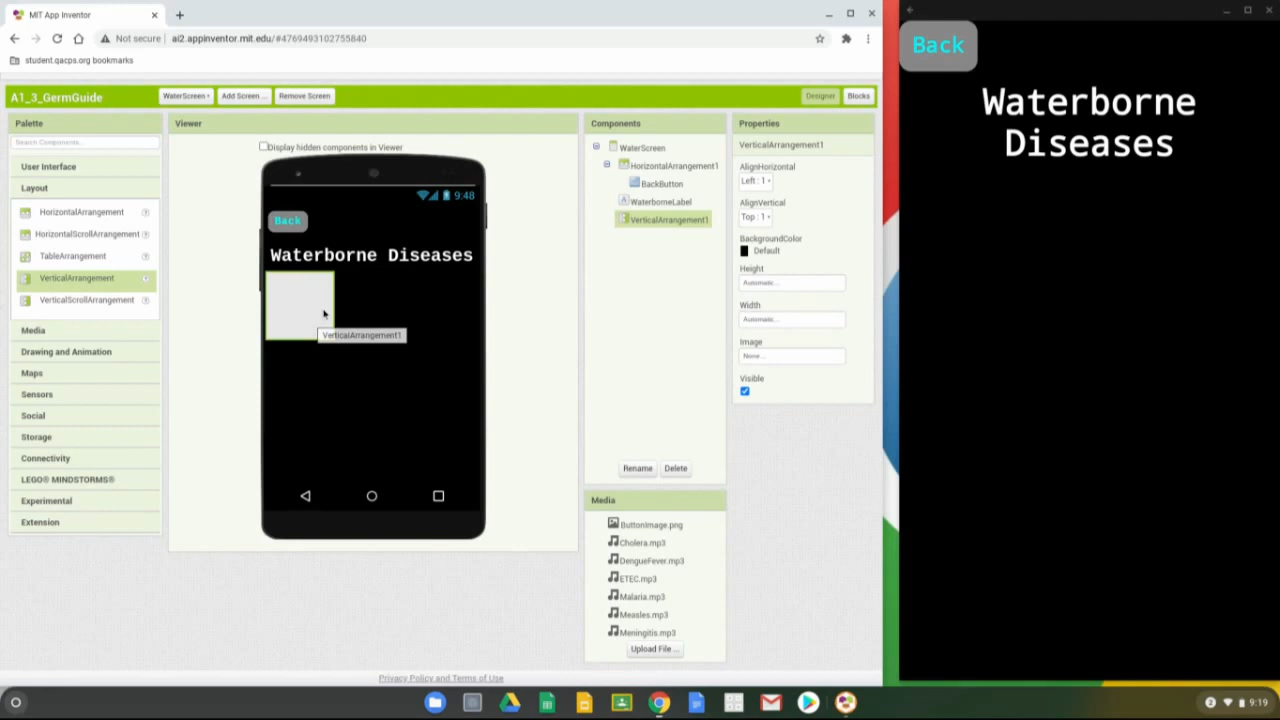 MIT App Inventor
Not secure
ai2.appinventor.mit.edu/#4769493102755840
student.qacps.org bookmarks
A1_3_GermGuide
WaterScreen
Add Screen ...
Remove Screen
Designer
Blocks
Palette
Search Components...
User Interface
Layout
HorizontalArrangement
HorizontalScrollArrangement
TableArrangement
VerticalArrangement
VerticalScrollArrangement
Media
Drawing and Animation
Maps
Sensors
Social
Storage
Connectivity
LEGO® MINDSTORMS®
Experimental
Extension
Viewer
Display hidden components in Viewer
9:48
Back
Waterborne Diseases
VerticalArrangement1
Components
WaterScreen
HorizontalArrangement1
BackButton
WaterborneLabel
VerticalArrangement1
Rename
Delete
Media
ButtonImage.png
Cholera.mp3
DengueFever.mp3
ETEC.mp3
Malaria.mp3
Measles.mp3
Meningitis.mp3
Upload File ...
Properties
VerticalArrangement1
AlignHorizontal
Left : 1
AlignVertical
Top : 1
BackgroundColor
Default
Height
Automatic...
Width
Automatic...
Image
None...
Visible
Privacy Policy and Terms of Use
Back
Waterborne
Diseases
2
9:19